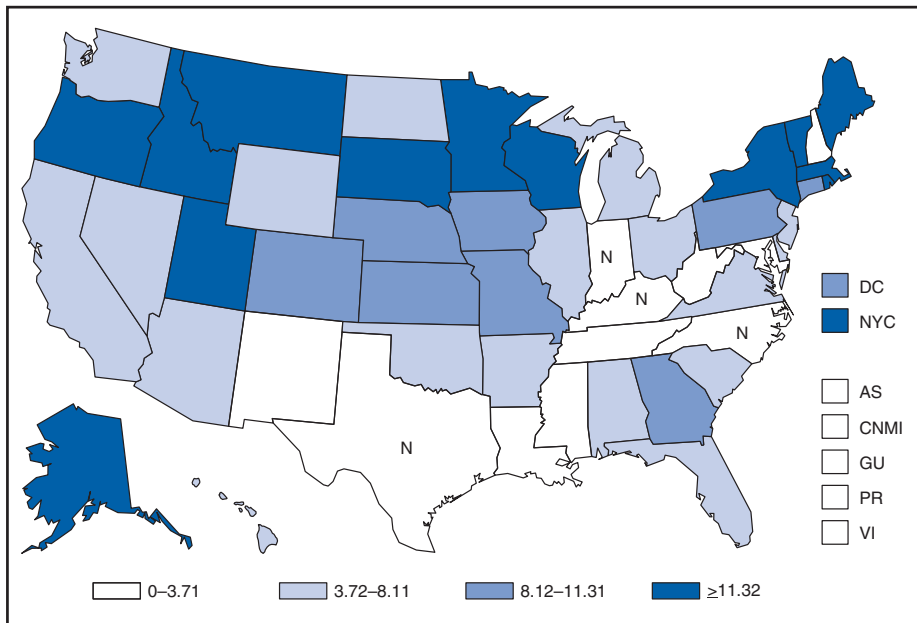 N
N
N
N
DC
NYC
AS
CNMI
GU
PR
VI
0–3.71
3.72–8.11
8.12–11.31
≥11.32